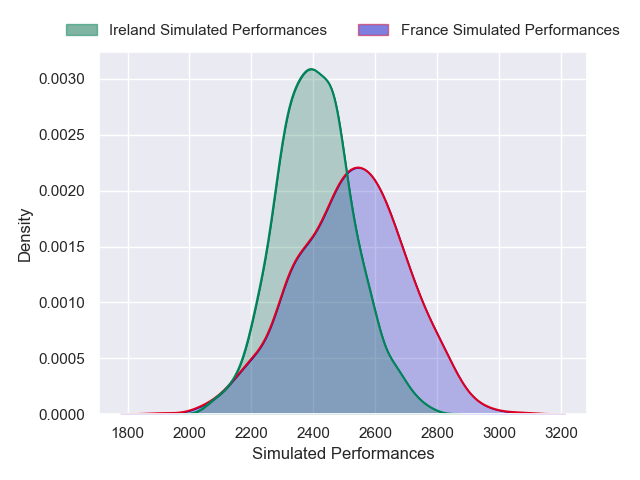 Ireland Simulated Performances France Simulated Performances
0.0030
0.0025
0.0020
0.0015
0.0010
0.0005
0.0000
Density
1800 2000 2200 2400 2600 2800 3000 3200
Simulated Performances